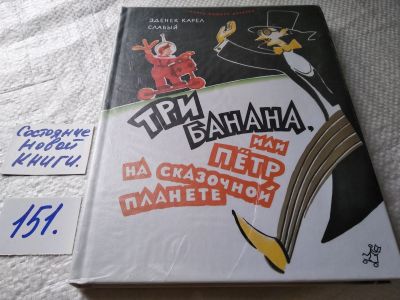 ЗДЕНЕК КАРЕЛ
СЛАБЫЙ
ТРИ
БАНАНА,
ИЛИ
ПЁТР
НА СКАЗОЧНОЙ
ПЛАНЕТЕ
Состояние
новой
книги.
151.